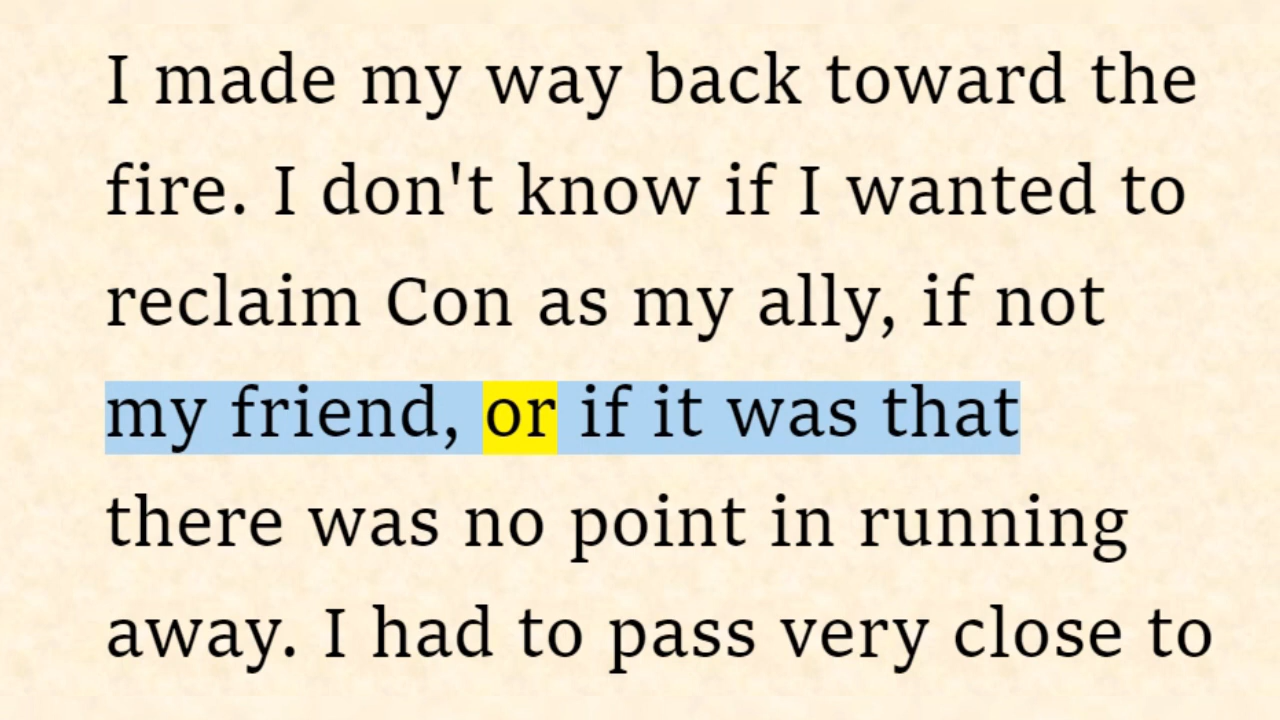 I made my way back toward the
fire. I don't know if I wanted to
reclaim Con as my ally, if not
my friend, or if it was that
there was no point in running
away. I had to pass very close to